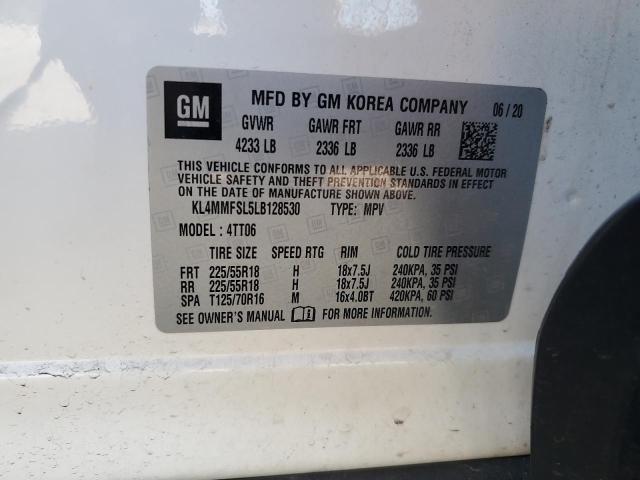 GM MFD BY GM KOREA COMPANY 06/20
GVWR GAWR FRT GAWR RR
4233 LB 2336 LB 2336 LB
THIS VEHICLE CONFORMS TO ALL APPLICABLE U.S. FEDERAL MOTOR
VEHICLE SAFETY AND THEFT PREVENTION STANDARDS IN EFFECT
ON THE DATE OF MANUFACTURE SHOWN ABOVE.
KL4MMFSL5LB128530 TYPE: MPV
MODEL : 4TT06
TIRE SIZE SPEED RTG RIM COLD TIRE PRESSURE
FRT 225/55R18 H 18x7.5J 240KPA, 35 PSI
RR 225/55R18 H 18x7.5J 240KPA, 35 PSI
SPA T125/70R16 M 16x4.0BT 420KPA, 60 PSI
SEE OWNER'S MANUAL FOR MORE INFORMATION.